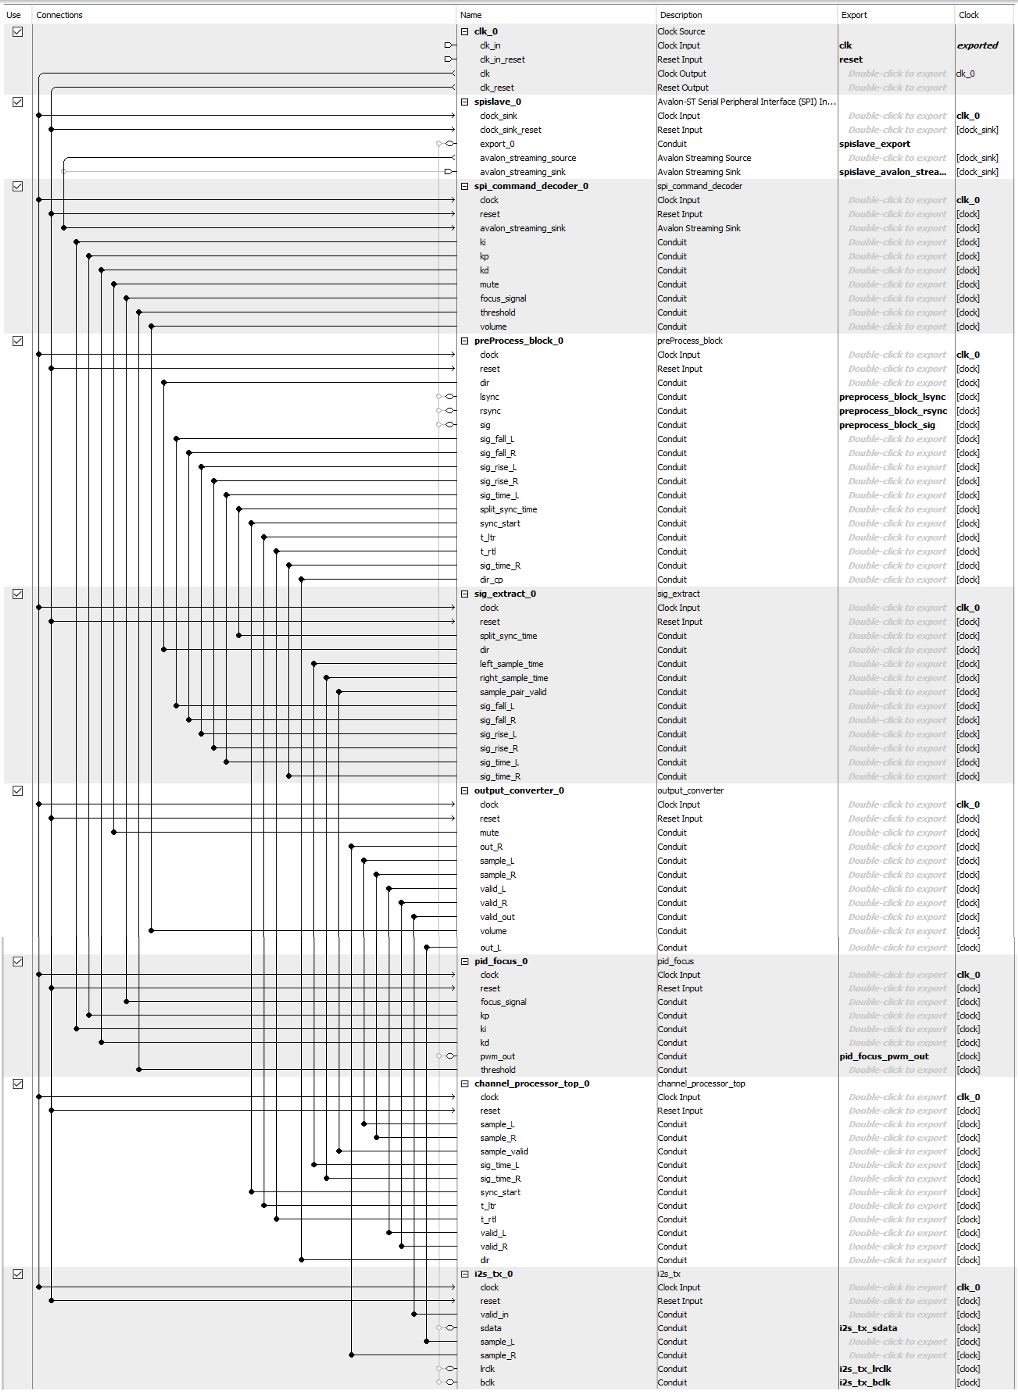 Use Connections Name Description Export Clock
clk_0 Clock Source
clk_in Clock Input clk exported
clk_in_reset Reset Input reset
clk Clock Output Double-click to export clk_0
clk_reset Reset Output Double-click to export
spislave_0 Avalon-ST Serial Peripheral Interface (SPI) In...
clock_sink Clock Input Double-click to export clk_0
clock_sink_reset Reset Input Double-click to export [clock_sink]
export_0 Conduit spislave_export
avalon_streaming_source Avalon Streaming Source Double-click to export [clock_sink]
avalon_streaming_sink Avalon Streaming Sink spislave_avalon_strea... [clock_sink]
spi_command_decoder_0 spi_command_decoder
clock Clock Input Double-click to export clk_0
reset Reset Input Double-click to export [clock]
avalon_streaming_sink Avalon Streaming Sink Double-click to export [clock]
ki Conduit Double-click to export [clock]
kp Conduit Double-click to export [clock]
kd Conduit Double-click to export [clock]
mute Conduit Double-click to export [clock]
focus_signal Conduit Double-click to export [clock]
threshold Conduit Double-click to export [clock]
volume Conduit Double-click to export [clock]
preProcess_block_0 preProcess_block
clock Clock Input Double-click to export clk_0
reset Reset Input Double-click to export [clock]
dir Conduit Double-click to export [clock]
lsync Conduit preprocess_block_lsync [clock]
rsync Conduit preprocess_block_rsync [clock]
sig Conduit preprocess_block_sig [clock]
sig_fall_L Conduit Double-click to export [clock]
sig_fall_R Conduit Double-click to export [clock]
sig_rise_L Conduit Double-click to export [clock]
sig_rise_R Conduit Double-click to export [clock]
sig_time_L Conduit Double-click to export [clock]
split_sync_time Conduit Double-click to export [clock]
sync_start Conduit Double-click to export [clock]
t_ltr Conduit Double-click to export [clock]
t_rtl Conduit Double-click to export [clock]
sig_time_R Conduit Double-click to export [clock]
dir_cp Conduit Double-click to export [clock]
sig_extract_0 sig_extract
clock Clock Input Double-click to export clk_0
reset Reset Input Double-click to export [clock]
split_sync_time Conduit Double-click to export [clock]
dir Conduit Double-click to export [clock]
left_sample_time Conduit Double-click to export [clock]
right_sample_time Conduit Double-click to export [clock]
sample_pair_valid Conduit Double-click to export [clock]
sig_fall_L Conduit Double-click to export [clock]
sig_fall_R Conduit Double-click to export [clock]
sig_rise_L Conduit Double-click to export [clock]
sig_rise_R Conduit Double-click to export [clock]
sig_time_L Conduit Double-click to export [clock]
sig_time_R Conduit Double-click to export [clock]
output_converter_0 output_converter
clock Clock Input Double-click to export clk_0
reset Reset Input Double-click to export [clock]
mute Conduit Double-click to export [clock]
out_R Conduit Double-click to export [clock]
sample_L Conduit Double-click to export [clock]
sample_R Conduit Double-click to export [clock]
valid_L Conduit Double-click to export [clock]
valid_R Conduit Double-click to export [clock]
valid_out Conduit Double-click to export [clock]
volume Conduit Double-click to export [clock]
out_L Conduit Double-click to export [clock]
pid_focus_0 pid_focus
clock Clock Input Double-click to export clk_0
reset Reset Input Double-click to export [clock]
focus_signal Conduit Double-click to export [clock]
kp Conduit Double-click to export [clock]
ki Conduit Double-click to export [clock]
kd Conduit Double-click to export [clock]
pwm_out Conduit pid_focus_pwm_out [clock]
threshold Conduit Double-click to export [clock]
channel_processor_top_0 channel_processor_top
clock Clock Input Double-click to export clk_0
reset Reset Input Double-click to export [clock]
sample_L Conduit Double-click to export [clock]
sample_R Conduit Double-click to export [clock]
sample_valid Conduit Double-click to export [clock]
sig_time_L Conduit Double-click to export [clock]
sig_time_R Conduit Double-click to export [clock]
sync_start Conduit Double-click to export [clock]
t_ltr Conduit Double-click to export [clock]
t_rtl Conduit Double-click to export [clock]
valid_L Conduit Double-click to export [clock]
valid_R Conduit Double-click to export [clock]
dir Conduit Double-click to export [clock]
i2s_tx_0 i2s_tx
clock Clock Input Double-click to export clk_0
reset Reset Input Double-click to export [clock]
valid_in Conduit Double-click to export [clock]
sdata Conduit i2s_tx_sdata [clock]
sample_L Conduit Double-click to export [clock]
sample_R Conduit Double-click to export [clock]
lrclk Conduit i2s_tx_lrclk [clock]
bclk Conduit i2s_tx_bclk [clock]